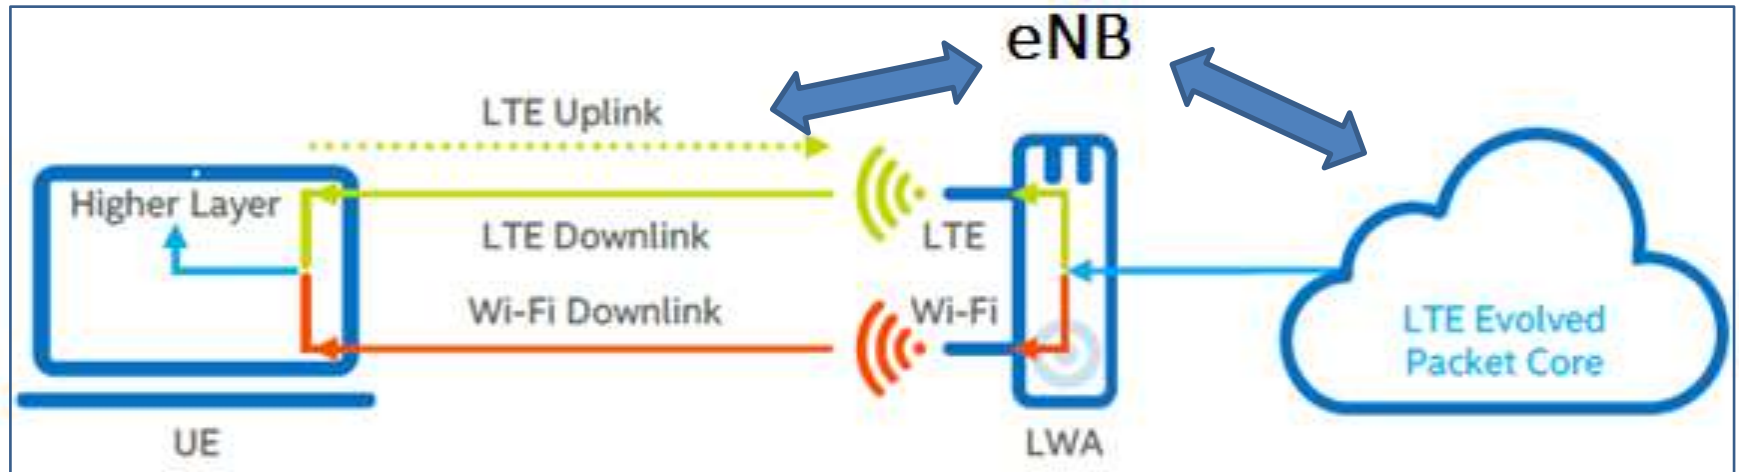 eNB
LTE Uplink
Higher Layer
LTE Downlink
LTE
Wi-Fi Downlink
Wi-Fi
LTE Evolved
Packet Core
UE
LWA